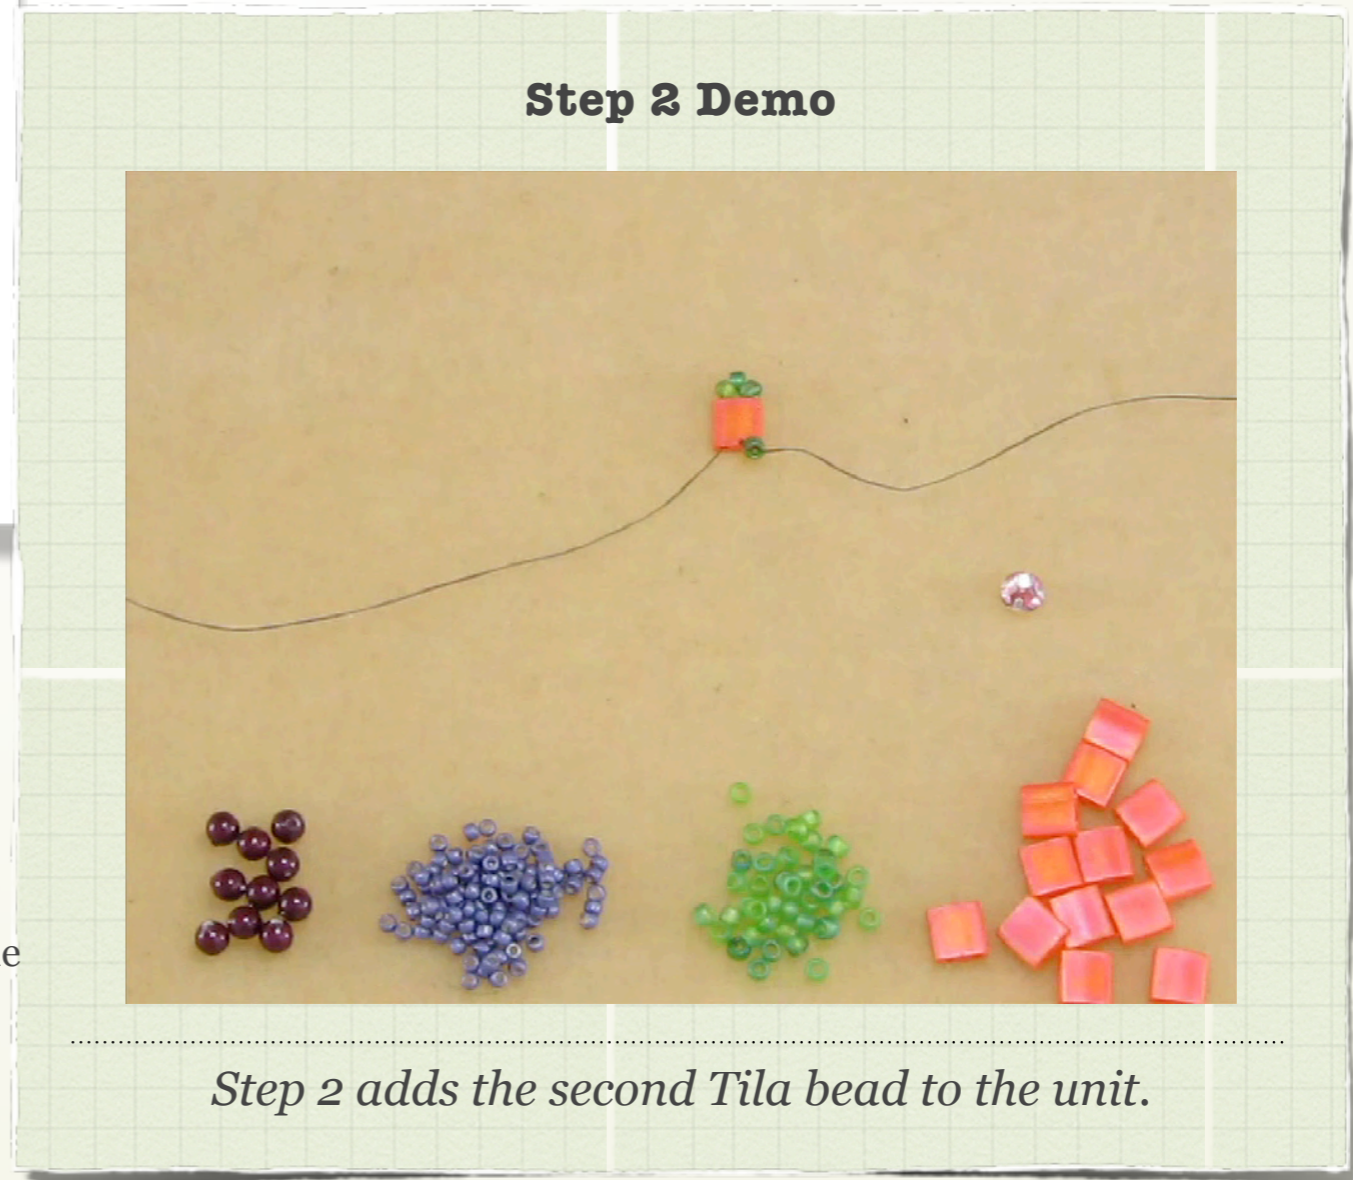 Step 2 Demo
Step 2 adds the second Tila bead to the unit.